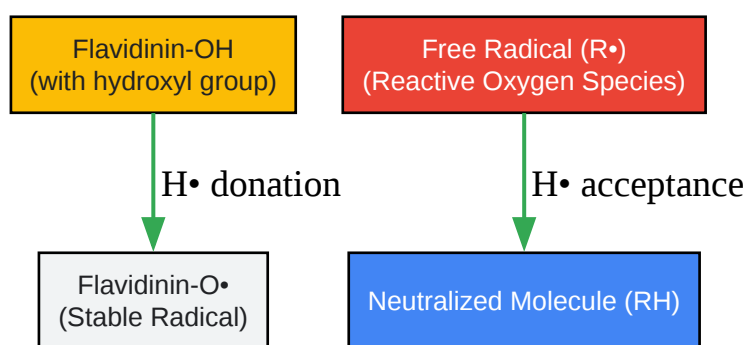 Flavidinin-OH
(with hydroxyl group)
Free Radical (R•)
(Reactive Oxygen Species)
H• donation
H• acceptance
Flavidinin-O•
(Stable Radical)
Neutralized Molecule (RH)